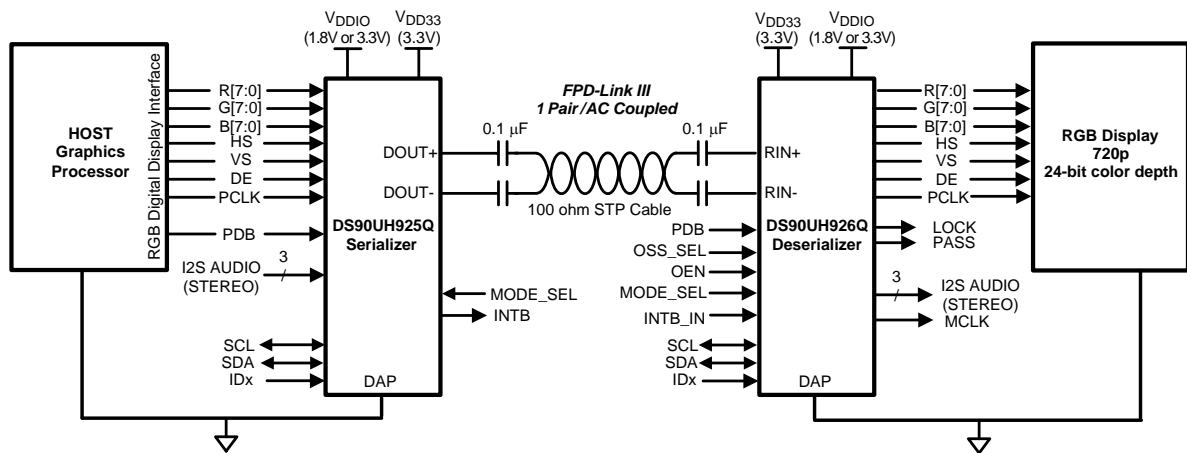 VDDIO
(1.8V or 3.3V)
VDD33
(3.3V)
VDD33
(3.3V)
VDDIO
(1.8V or 3.3V)
HOST
Graphics
Processor
RGB Digital Display Interface
R[7:0]
G[7:0]
B[7:0]
HS
VS
DE
PCLK
PDB
I2S AUDIO
(STEREO)
3
SCL
SDA
IDx
DOUT+
DOUT-
DS90UH925Q
Serializer
DAP
MODE_SEL
INTB
FPD-Link III
1 Pair /AC Coupled
0.1 μF
0.1 μF
100 ohm STP Cable
PDB
OSS_SEL
OEN
MODE_SEL
INTB_IN
SCL
SDA
IDx
RIN+
RIN-
DS90UH926Q
Deserializer
DAP
R[7:0]
G[7:0]
B[7:0]
HS
VS
DE
PCLK
LOCK
PASS
3
I2S AUDIO
(STEREO)
MCLK
RGB Display
720p
24-bit color depth